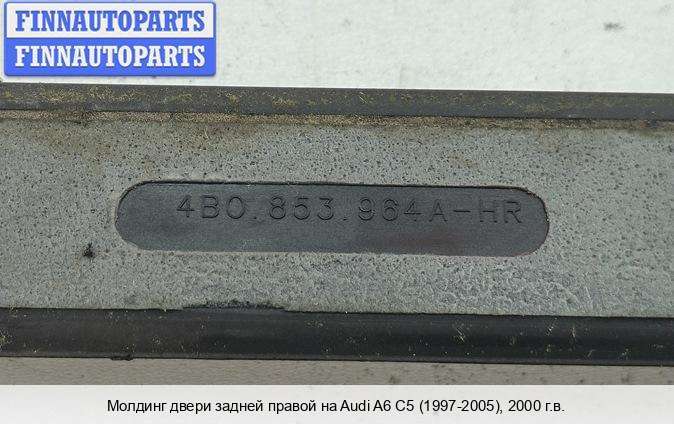 FINNAUTOPARTS
FINNAUTOPARTS
4B0.853.964A-HR
Молдинг двери задней правой на Audi A6 C5 (1997-2005), 2000 г.в.